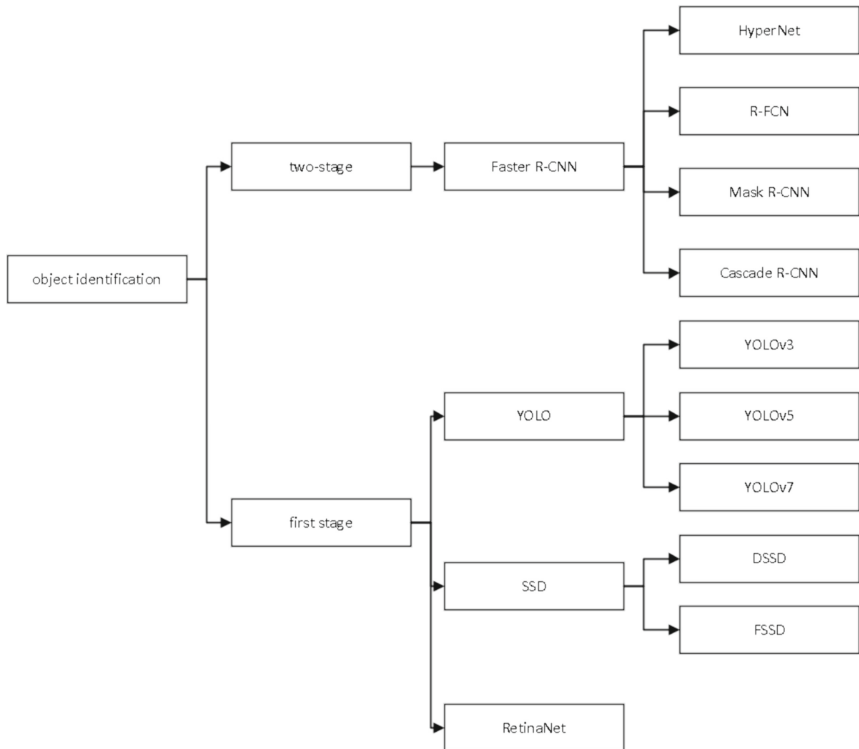 HyperNet
R-FCN
two-stage
Faster R-CNN
Mask R-CNN
object identification
Cascade R-CNN
YOLOv3
YOLO
YOLOv5
YOLOv7
first stage
DSSD
SSD
FSSD
RetinaNet